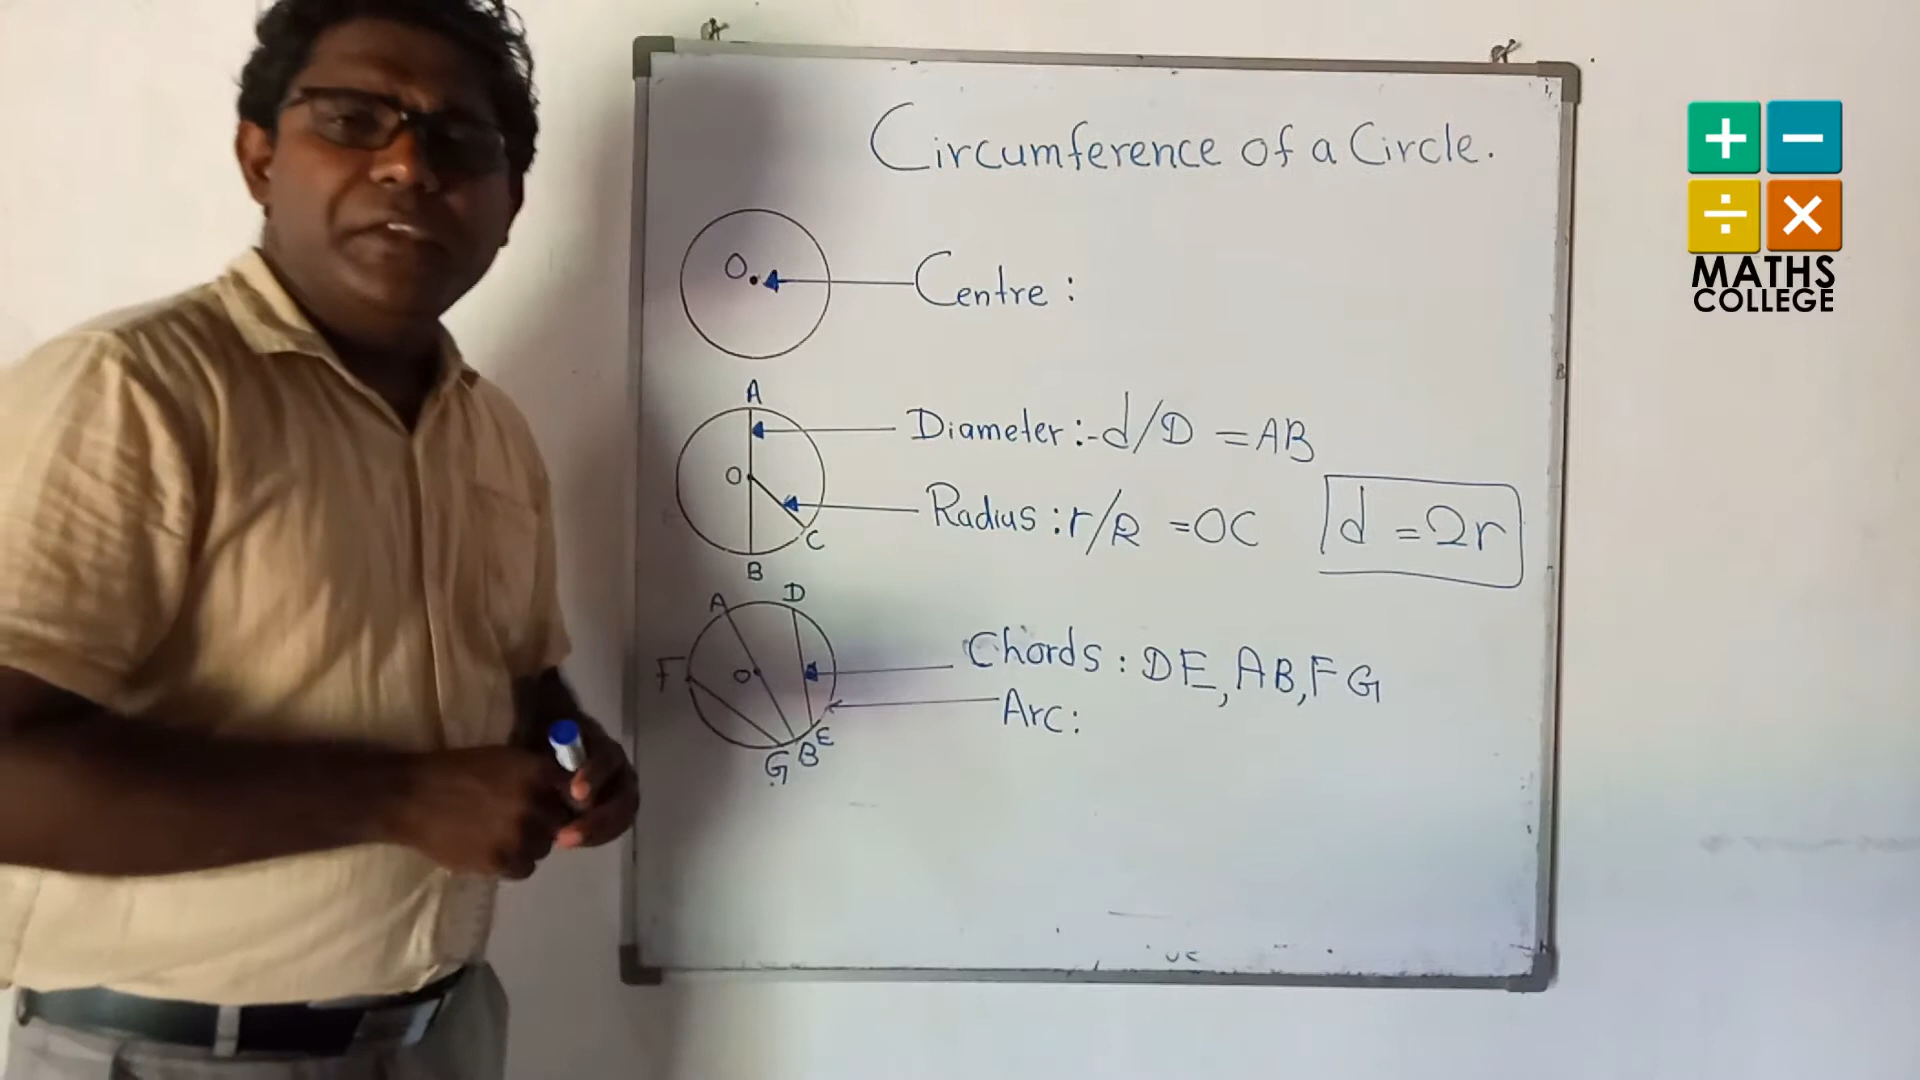 Circumference of a Circle.
O
Centre :
A
Diameter :- d/D = AB
O
Radius : r/R = OC
d = 2r
C
B
A D
F
O
Chords : DE, AB, FG
Arc :
E
B
G
+ −
÷ ×
MATHS
COLLEGE